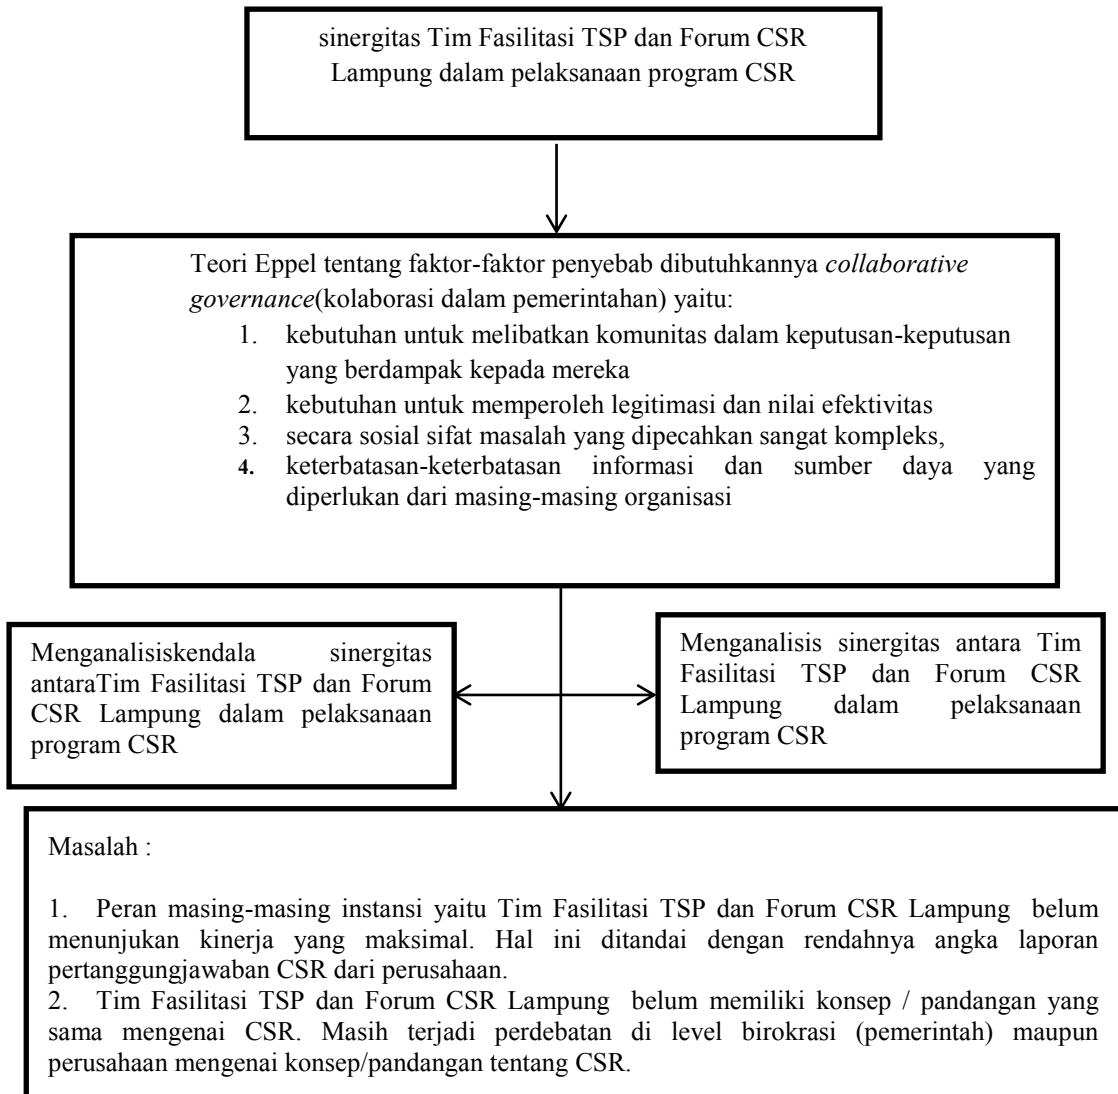 sinergitas Tim Fasilitasi TSP dan Forum CSR
Lampung dalam pelaksanaan program CSR
Teori Eppel tentang faktor-faktor penyebab dibutuhkannya collaborative
governance(kolaborasi dalam pemerintahan) yaitu:
1. kebutuhan untuk melibatkan komunitas dalam keputusan-keputusan
yang berdampak kepada mereka
2. kebutuhan untuk memperoleh legitimasi dan nilai efektivitas
3. secara sosial sifat masalah yang dipecahkan sangat kompleks,
4. keterbatasan-keterbatasan informasi dan sumber daya yang
diperlukan dari masing-masing organisasi
Menganalisiskendala sinergitas
antaraTim Fasilitasi TSP dan Forum
CSR Lampung dalam pelaksanaan
program CSR
Menganalisis sinergitas antara Tim
Fasilitasi TSP dan Forum CSR
Lampung dalam pelaksanaan
program CSR
Masalah :
1. Peran masing-masing instansi yaitu Tim Fasilitasi TSP dan Forum CSR Lampung belum
menunjukan kinerja yang maksimal. Hal ini ditandai dengan rendahnya angka laporan
pertanggungjawaban CSR dari perusahaan.
2. Tim Fasilitasi TSP dan Forum CSR Lampung belum memiliki konsep / pandangan yang
sama mengenai CSR. Masih terjadi perdebatan di level birokrasi (pemerintah) maupun
perusahaan mengenai konsep/pandangan tentang CSR.